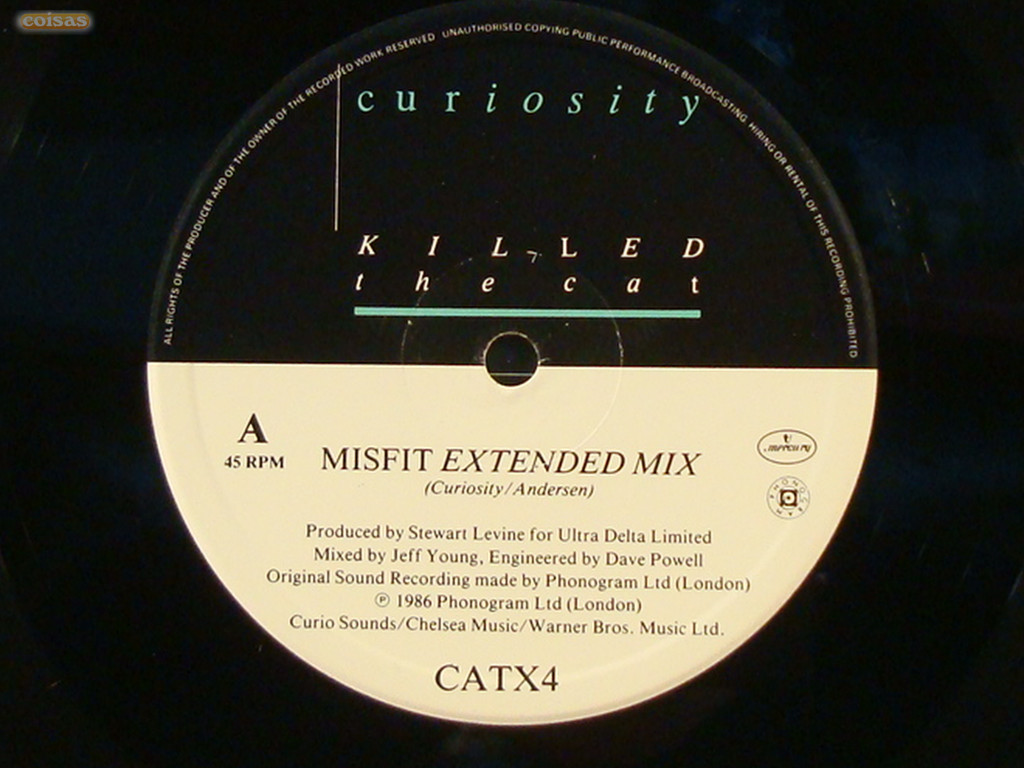 coisas
ALL RIGHTS OF THE PRODUCER AND OF THE OWNER OF THE RECORDED WORK RESERVED UNAUTHORISED COPYING PUBLIC PERFORMANCE BROADCASTING HIRING OR RENTAL OF THIS RECORDING PROHIBITED
curiosity
KILLED
the cat
A
45 RPM
MISFIT EXTENDED MIX
(Curiosity/Andersen)
Mercury
PHONOGRAM
Produced by Stewart Levine for Ultra Delta Limited
Mixed by Jeff Young, Engineered by Dave Powell
Original Sound Recording made by Phonogram Ltd (London)
℗ 1986 Phonogram Ltd (London)
Curio Sounds/Chelsea Music/Warner Bros. Music Ltd.
CATX4